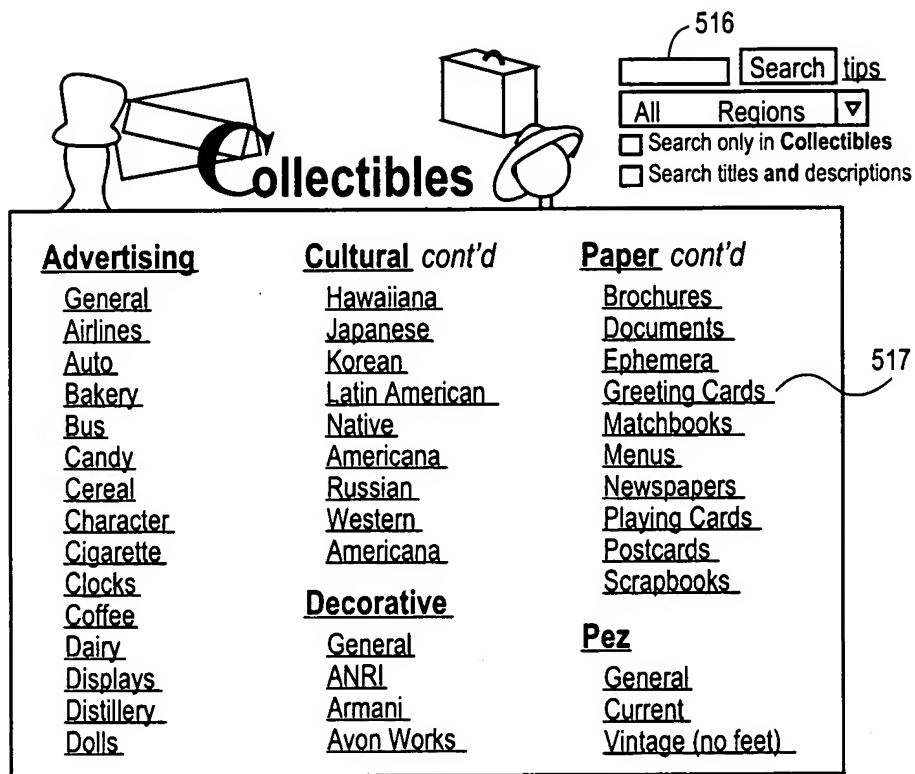 516
Search tips
All Regions
Search only in Collectibles
Search titles and descriptions
Collectibles
Advertising
General
Airlines
Auto
Bakery
Bus
Candy
Cereal
Character
Cigarette
Clocks
Coffee
Dairy
Displays
Distillery
Dolls
Cultural cont'd
Hawaiiana
Japanese
Korean
Latin American
Native
Americana
Russian
Western
Americana
Decorative
General
ANRI
Armani
Avon Works
Paper cont'd
Brochures
Documents
Ephemera
Greeting Cards
517
Matchbooks
Menus
Newspapers
Playing Cards
Postcards
Scrapbooks
Pez
General
Current
Vintage (no feet)